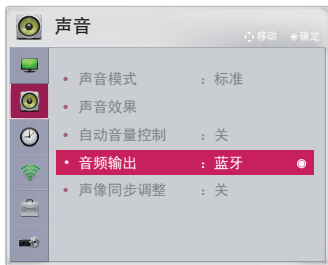 声音
移动 ◉确定
• 声音模式 : 标准
• 声音效果
• 自动音量控制 : 关
• 音频输出 : 蓝牙 ◉
• 声像同步调整 : 关